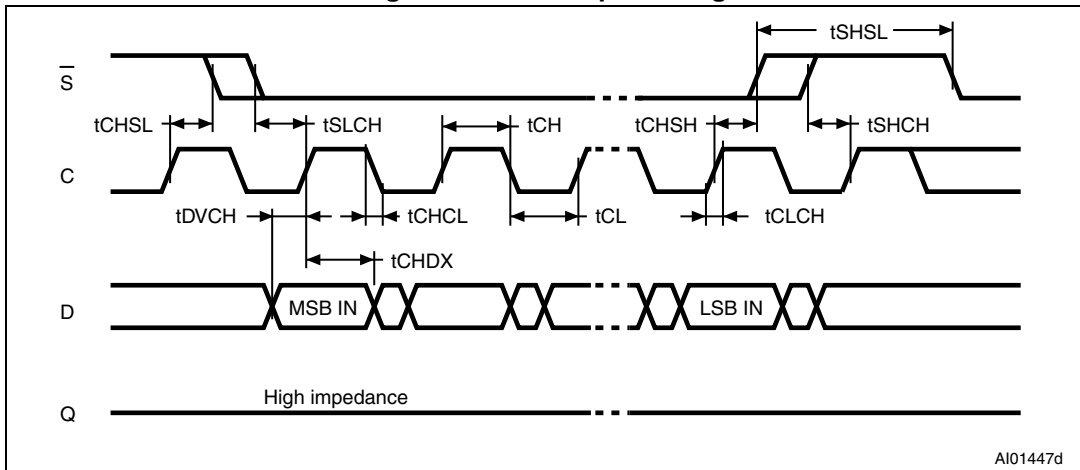 tSHSL
S
tCHSL
tSLCH
tCH
tCHSH
tSHCH
C
tDVCH
tCHCL
tCL
tCLCH
tCHDX
D
MSB IN
LSB IN
High impedance
Q
AI01447d